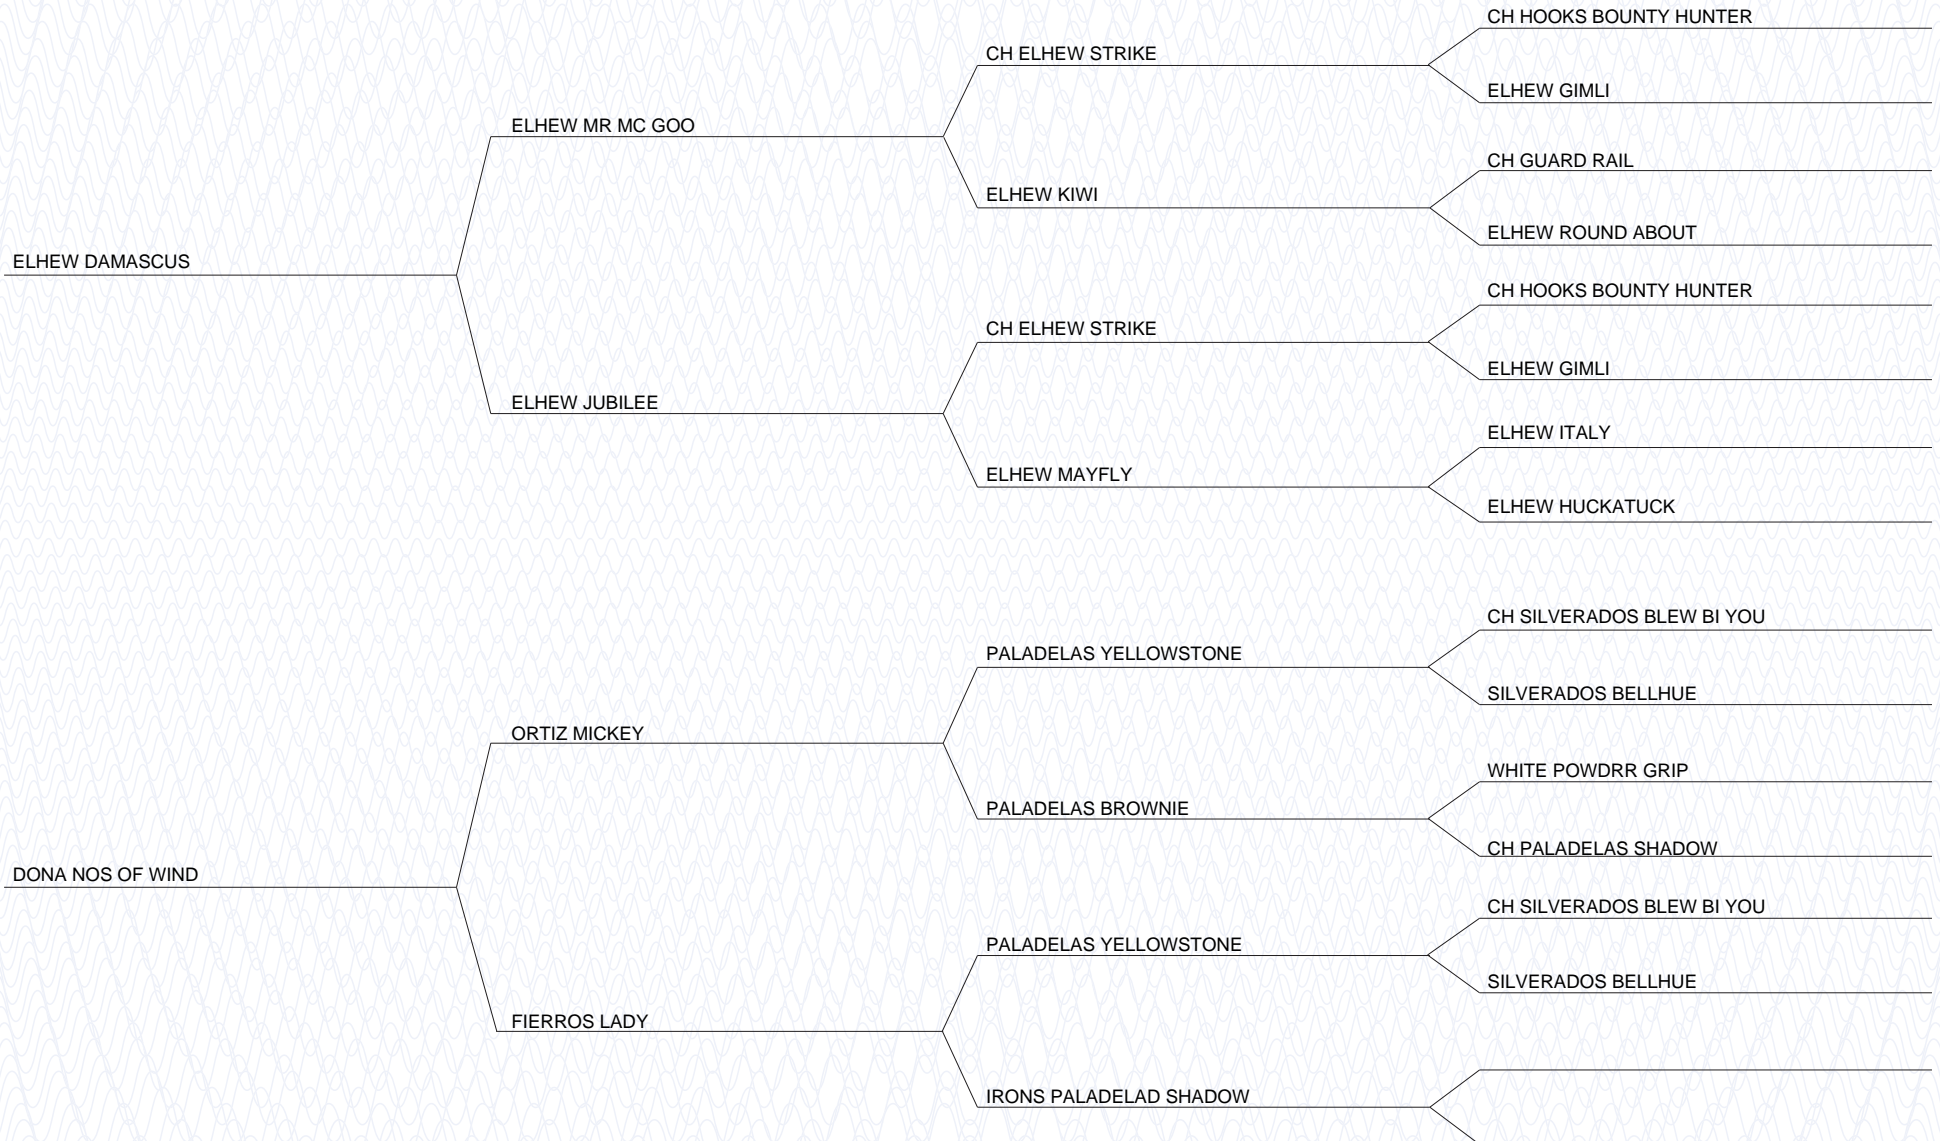 CH HOOKS BOUNTY HUNTER
CH ELHEW STRIKE
ELHEW GIMLI
ELHEW MR MC GOO
CH GUARD RAIL
ELHEW KIWI
ELHEW ROUND ABOUT
ELHEW DAMASCUS
CH HOOKS BOUNTY HUNTER
CH ELHEW STRIKE
ELHEW GIMLI
ELHEW JUBILEE
ELHEW ITALY
ELHEW MAYFLY
ELHEW HUCKATUCK
CH SILVERADOS BLEW BI YOU
PALADELAS YELLOWSTONE
SILVERADOS BELLHUE
ORTIZ MICKEY
WHITE POWDRR GRIP
PALADELAS BROWNIE
CH PALADELAS SHADOW
DONA NOS OF WIND
CH SILVERADOS BLEW BI YOU
PALADELAS YELLOWSTONE
SILVERADOS BELLHUE
FIERROS LADY
IRONS PALADELAD SHADOW